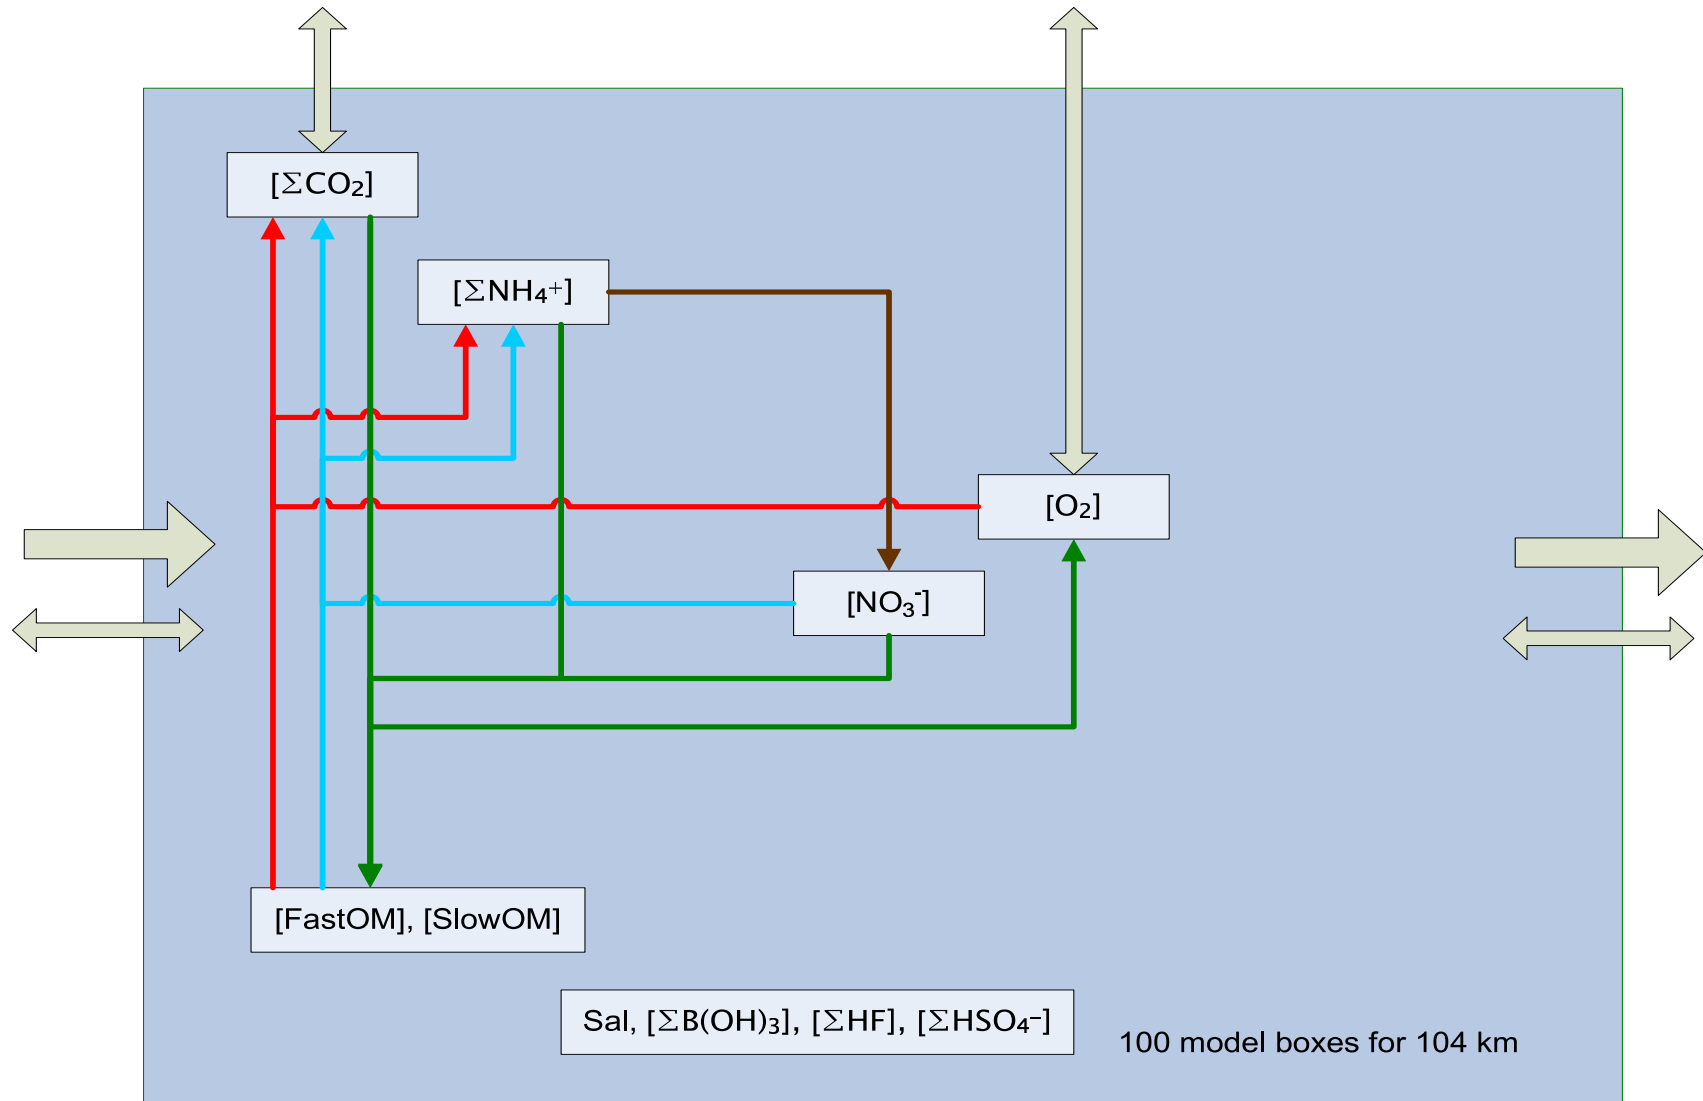 [ΣCO₂]
[ΣNH₄⁺]
[O₂]
[NO₃⁻]
[FastOM], [SlowOM]
Sal, [ΣB(OH)₃], [ΣHF], [ΣHSO₄⁻]
100 model boxes for 104 km